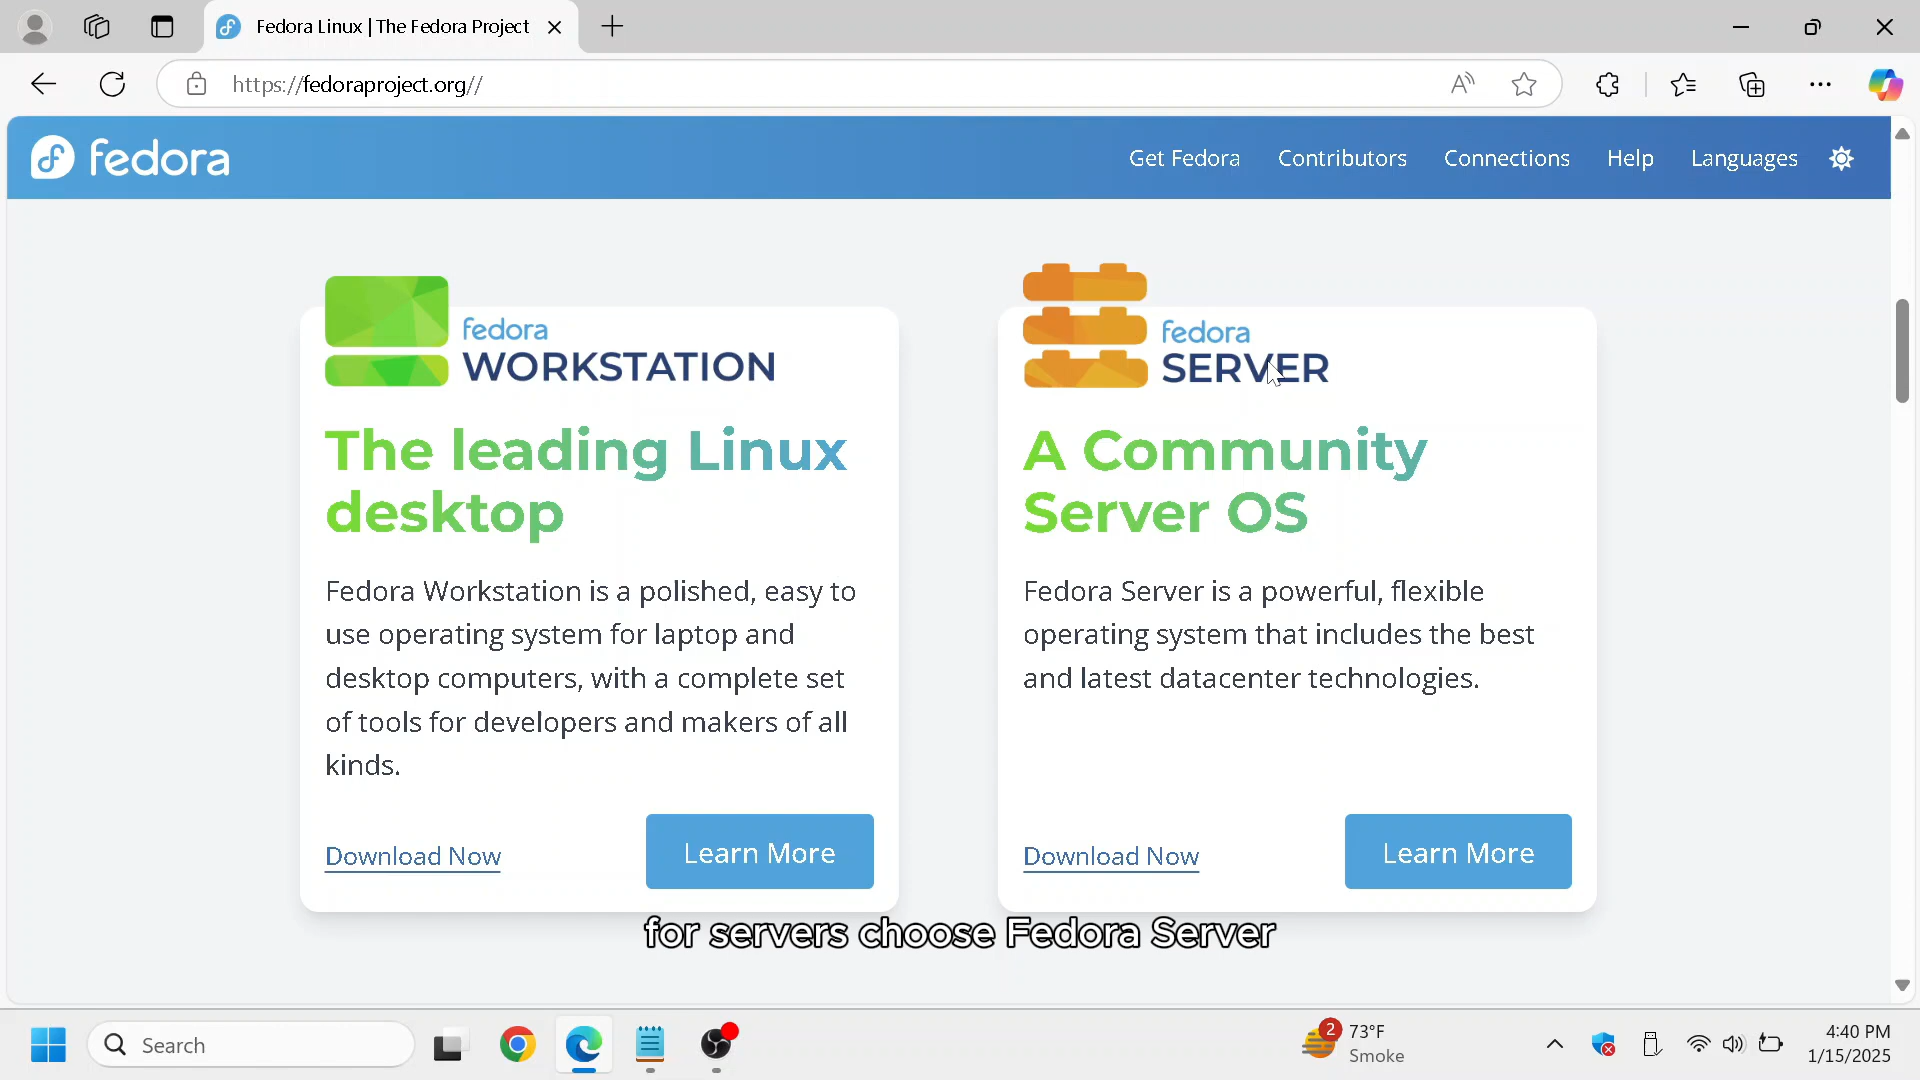 Fedora Linux | The Fedora Project
https://fedoraproject.org//
fedora
Get Fedora
Contributors
Connections
Help
Languages
fedora
WORKSTATION
The leading Linux
desktop
Fedora Workstation is a polished, easy to
use operating system for laptop and
desktop computers, with a complete set
of tools for developers and makers of all
kinds.
Download Now
Learn More
fedora
SERVER
A Community
Server OS
Fedora Server is a powerful, flexible
operating system that includes the best
and latest datacenter technologies.
Download Now
Learn More
for servers choose Fedora Server
Search
2
73°F
Smoke
4:40 PM
1/15/2025